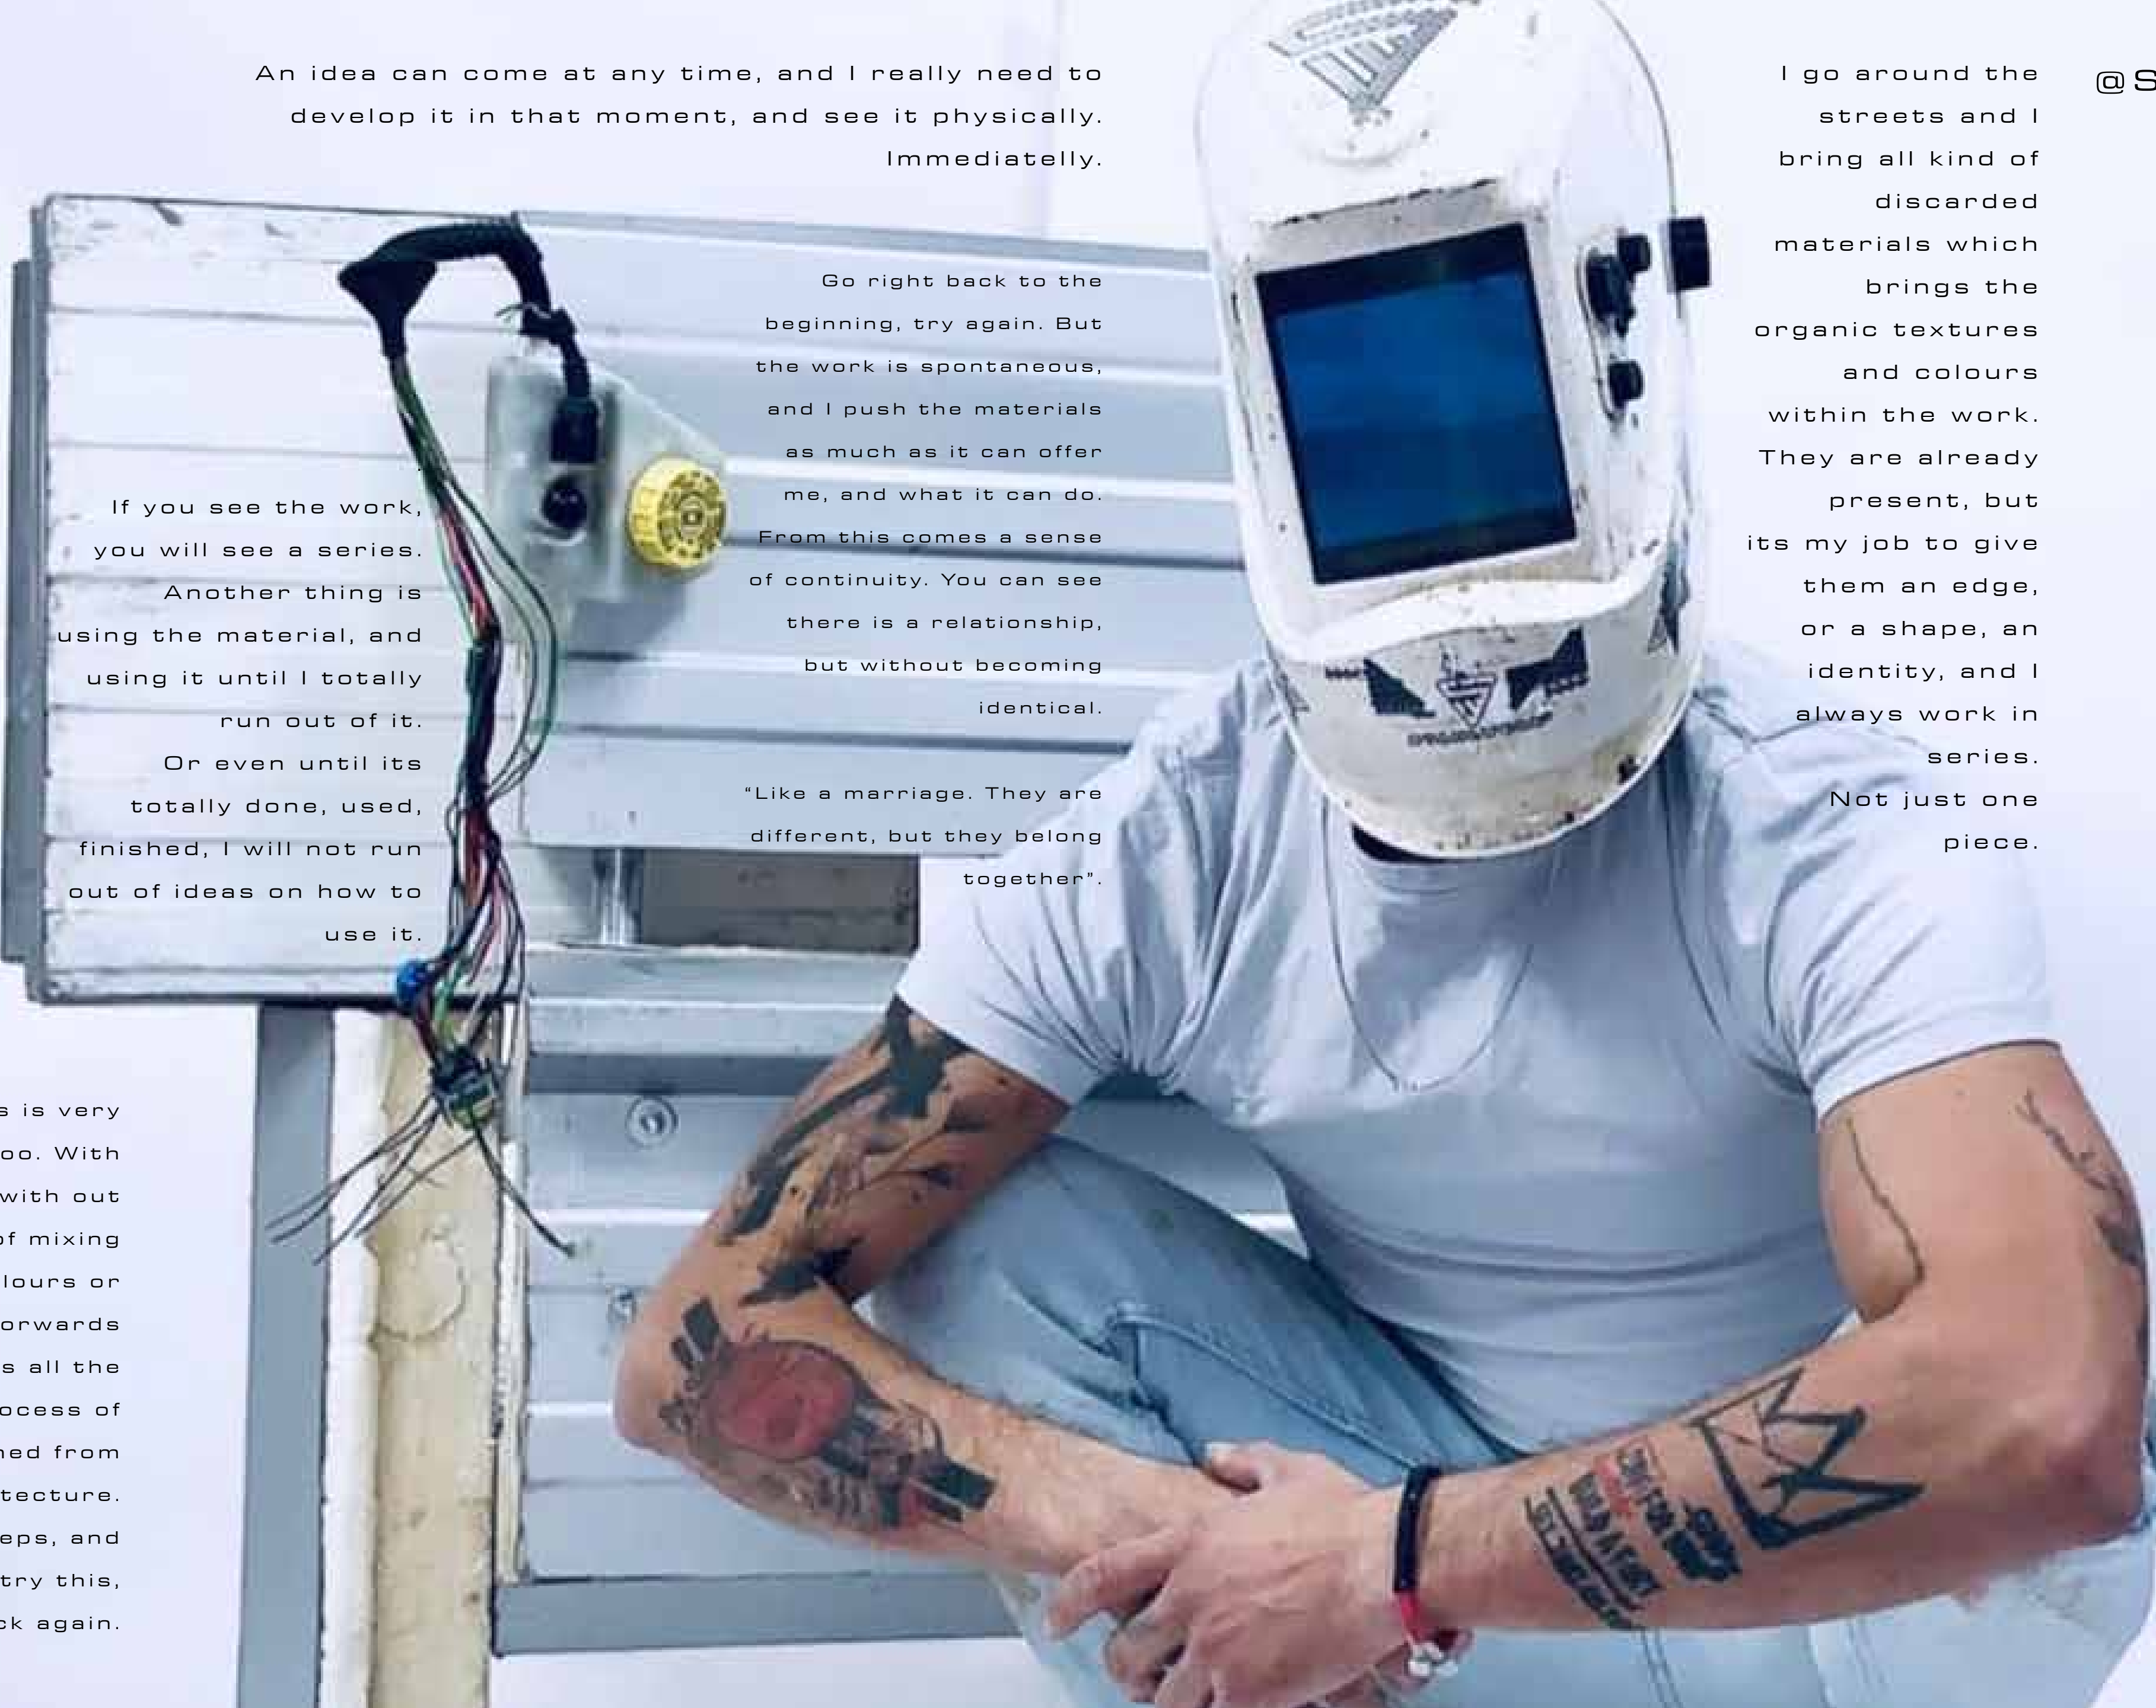 An idea can come at any time, and I really need to
develop it in that moment, and see it physically.
Immediatelly.
If you see the work,
you will see a series.
Another thing is
using the material, and
using it until I totally
run out of it.
Or even until its
totally done, used,
finished, I will not run
out of ideas on how to
use it.
s is very
oo. With
with out
of mixing
lours or
orwards
s all the
ocess of
ned from
tecture.
eps, and
try this,
ck again.
Go right back to the
beginning, try again. But
the work is spontaneous,
and I push the materials
as much as it can offer
me, and what it can do.
From this comes a sense
of continuity. You can see
there is a relationship,
but without becoming
identical.
“Like a marriage. They are
different, but they belong
together”.
I go around the
streets and I
bring all kind of
discarded
materials which
brings the
organic textures
and colours
within the work.
They are already
present, but
its my job to give
them an edge,
or a shape, an
identity, and I
always work in
series.
Not just one
piece.
@S